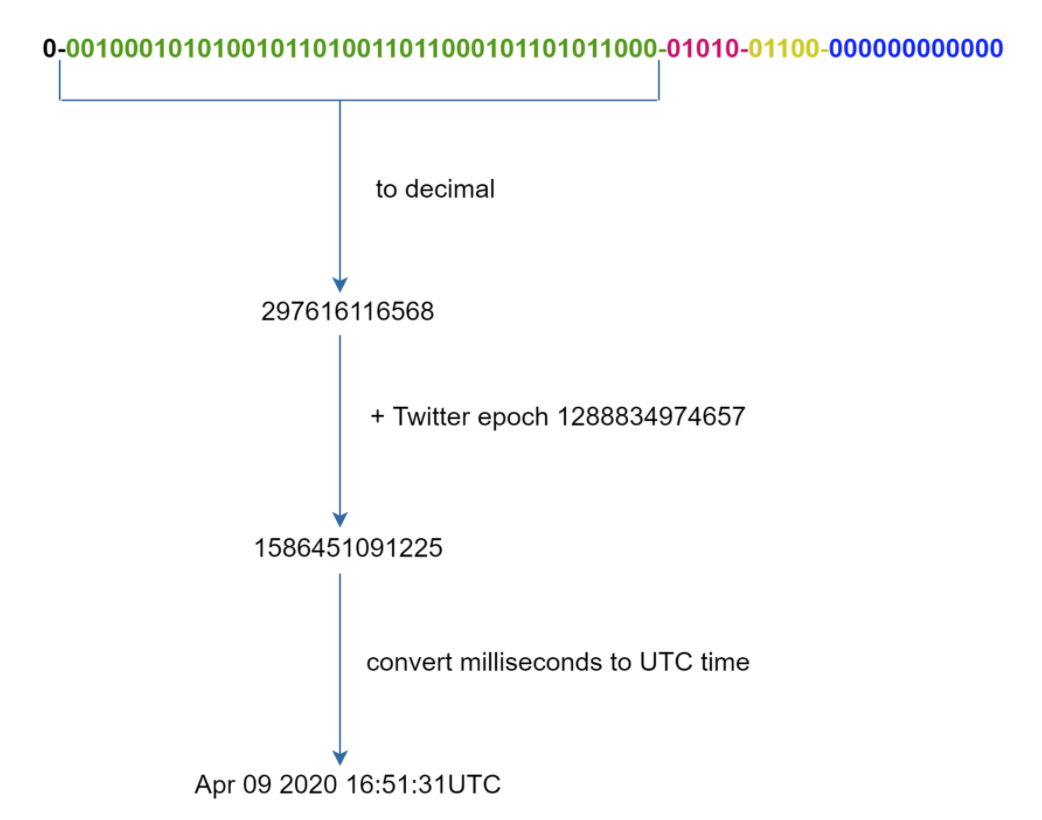 0-00100010101001011010011011000101101011000-01010-01100-000000000000
to decimal
297616116568
+ Twitter epoch 1288834974657
1586451091225
convert milliseconds to UTC time
Apr 09 2020 16:51:31UTC